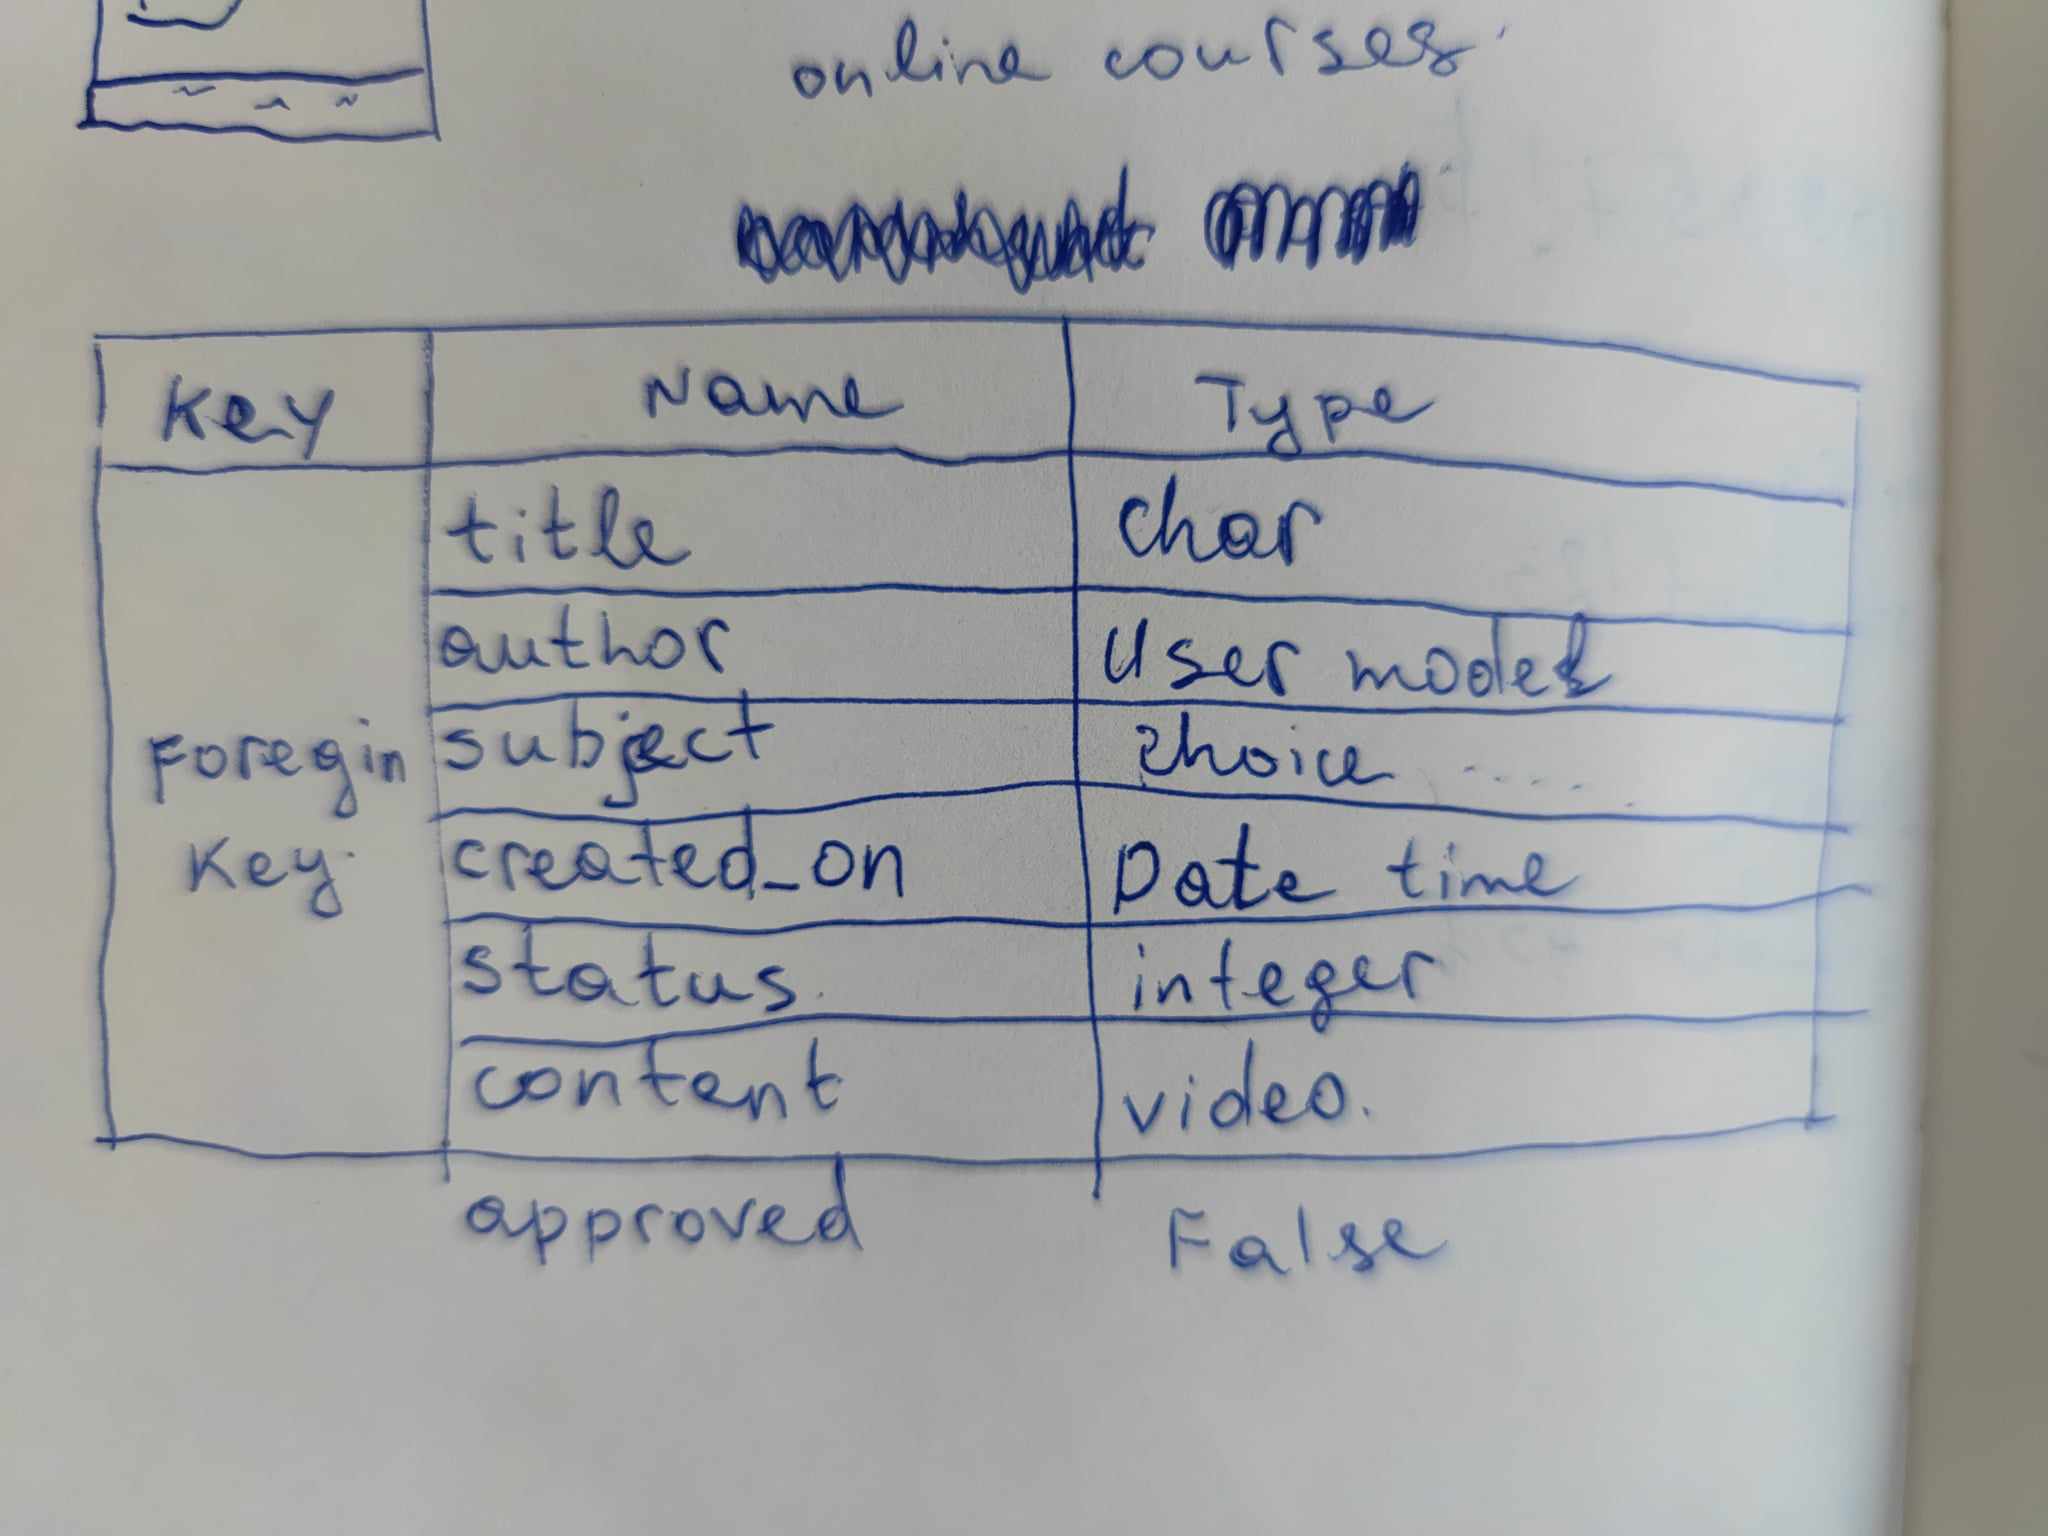 online courses.
Key Name Type
title char
author User model
subject choice ....
Foregin
created_on Date time
Key.
status. integer
content video.
approved False